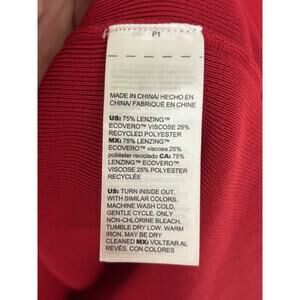 P1
MADE IN CHINA/ HECHO EN
CHINA/ FABRIQUÉ EN CHINE
US: 75% LENZING™
ECOVERO™ VISCOSE 25%
RECYCLED POLYESTER
MX: 75% LENZING™
ECOVERO™ viscosa 25%
poliéster reciclado CA: 75%
LENZING™ ECOVERO™
VISCOSE 25% POLYESTER
RECYCLÉE
US: TURN INSIDE OUT.
WITH SIMILAR COLORS.
MACHINE WASH COLD,
GENTLE CYCLE. ONLY
NON-CHLORINE BLEACH.
TUMBLE DRY LOW. WARM
IRON. MAY BE DRY
CLEANED MX: VOLTEAR AL
REVÉS. CON COLORES